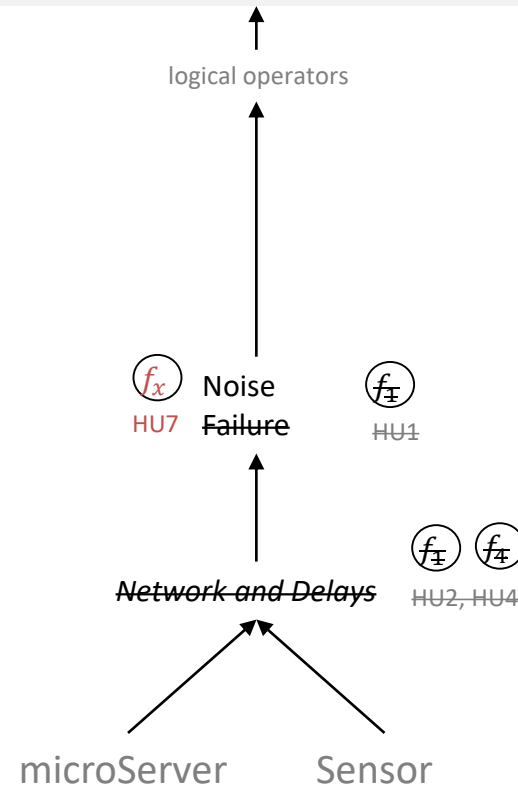 logical operators
fx Noise f1
HU7 Failure HU1
f1 f4
Network and Delays HU2, HU4
microServer Sensor